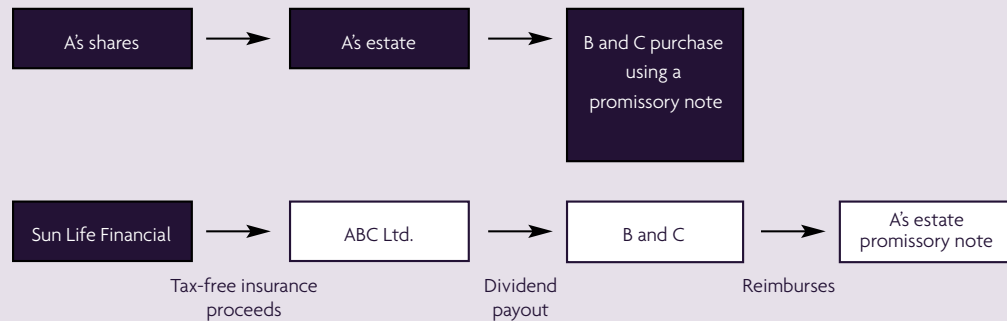 A's shares
A's estate
B and C purchase
using a
promissory note
Sun Life Financial
ABC Ltd.
B and C
A's estate
promissory note
Tax-free insurance
proceeds
Dividend
payout
Reimburses